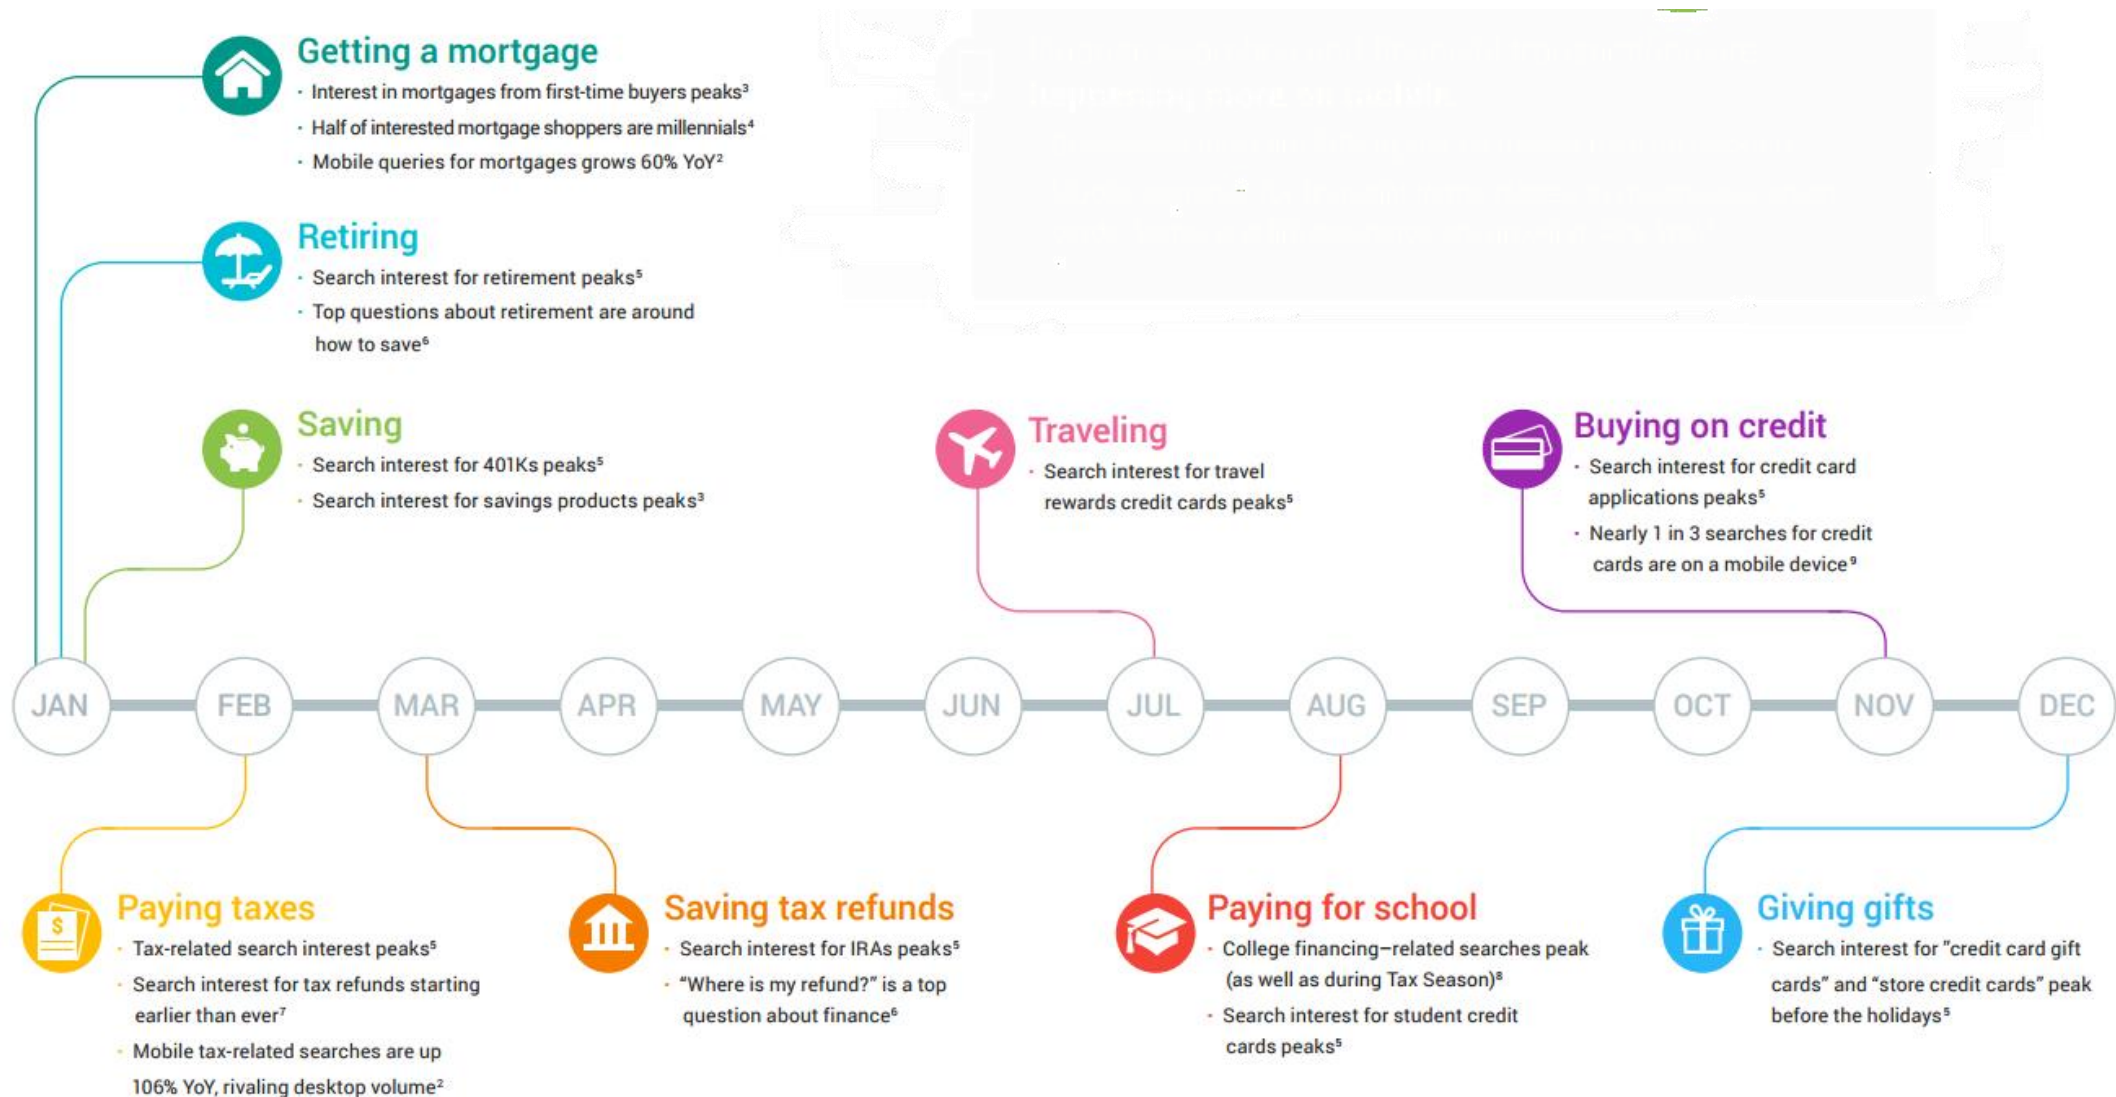 Getting a mortgage
· Interest in mortgages from first-time buyers peaks³
· Half of interested mortgage shoppers are millennials⁴
· Mobile queries for mortgages grows 60% YoY²
Retiring
· Search interest for retirement peaks⁵
· Top questions about retirement are around
how to save⁶
Saving
· Search interest for 401Ks peaks⁵
· Search interest for savings products peaks³
Traveling
· Search interest for travel
rewards credit cards peaks⁵
Buying on credit
· Search interest for credit card
applications peaks⁵
· Nearly 1 in 3 searches for credit
cards are on a mobile device⁹
JAN
FEB
MAR
APR
MAY
JUN
JUL
AUG
SEP
OCT
NOV
DEC
$
Paying taxes
· Tax-related search interest peaks⁵
· Search interest for tax refunds starting
earlier than ever⁷
· Mobile tax-related searches are up
106% YoY, rivaling desktop volume²
Saving tax refunds
· Search interest for IRAs peaks⁵
· “Where is my refund?” is a top
question about finance⁶
Paying for school
· College financing–related searches peak
(as well as during Tax Season)⁸
· Search interest for student credit
cards peaks⁵
Giving gifts
· Search interest for "credit card gift
cards” and “store credit cards” peak
before the holidays⁵